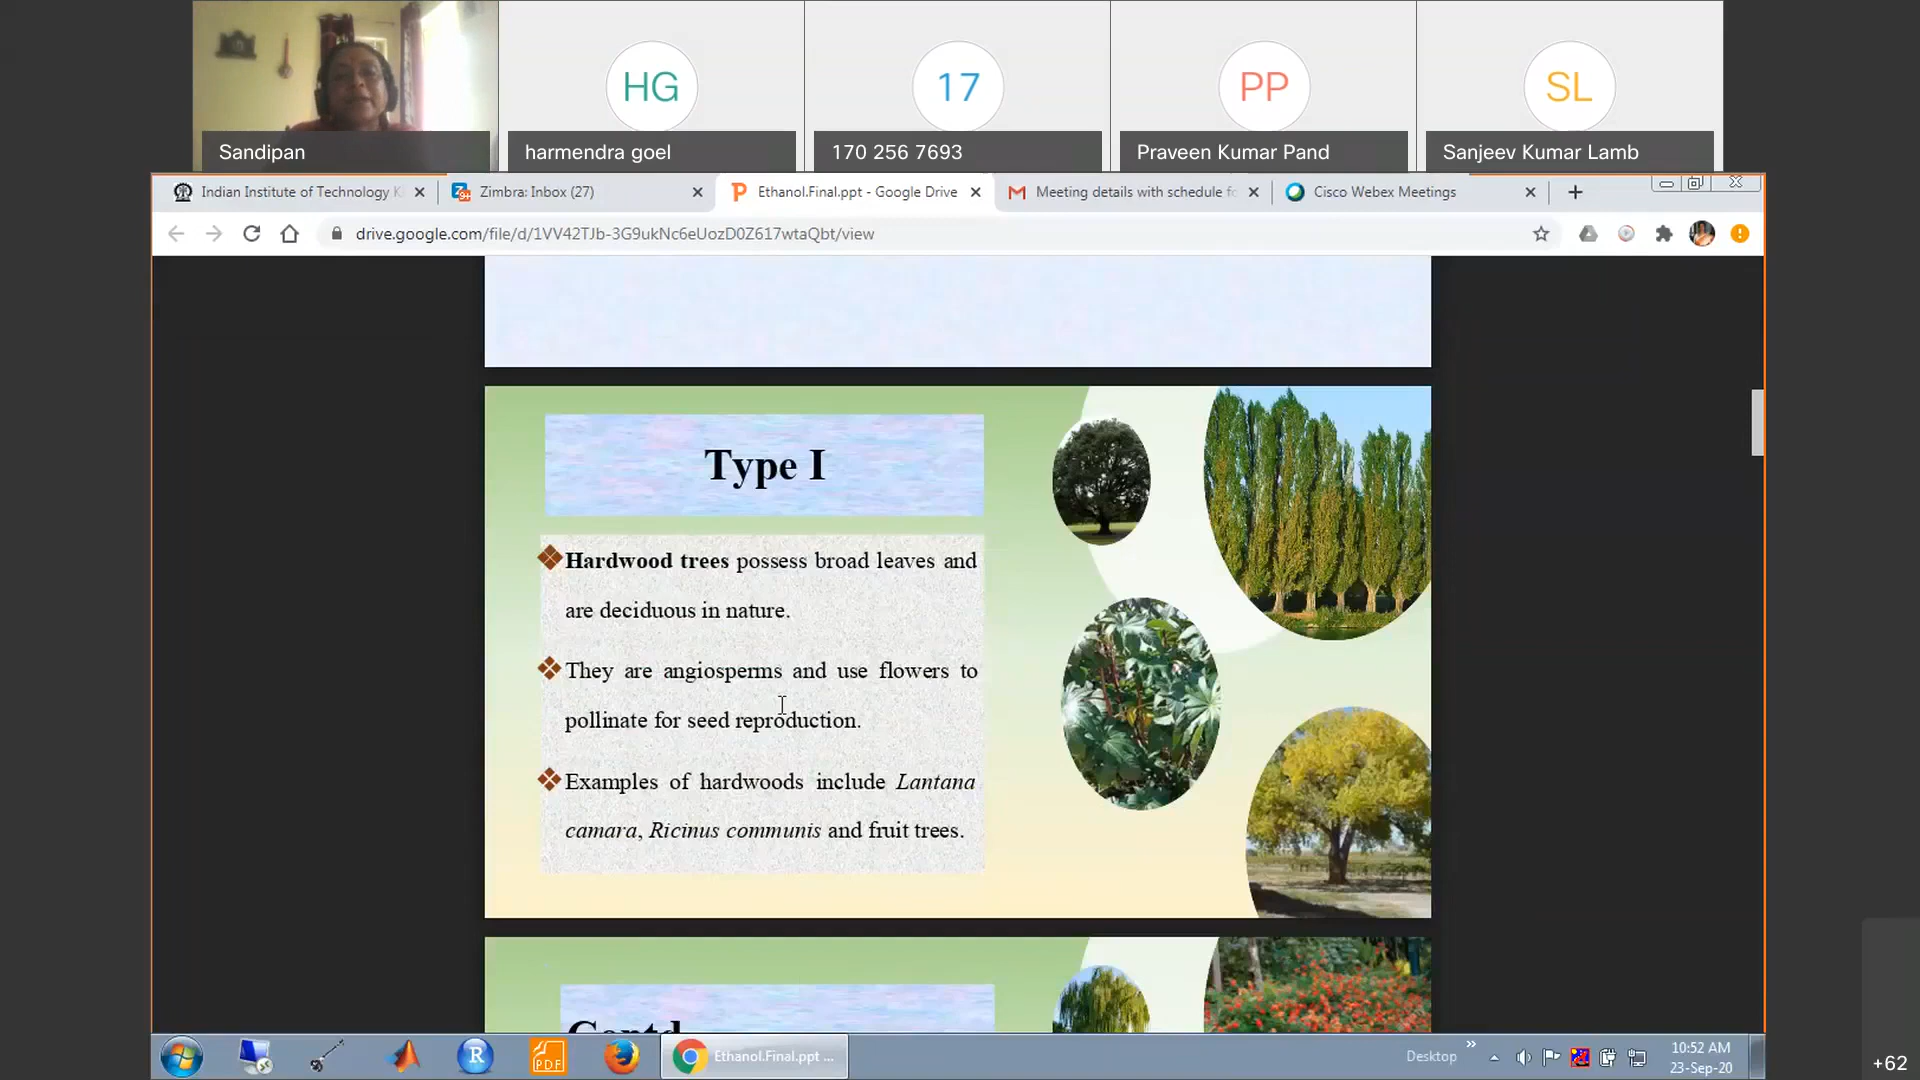 HG
17
PP
SL
Sandipan
harmendra goel
170 256 7693
Praveen Kumar Pand
Sanjeev Kumar Lamb
Indian Institute of Technology K
Zimbra: Inbox (27)
Ethanol.Final.ppt - Google Drive
Meeting details with schedule fo
Cisco Webex Meetings
drive.google.com/file/d/1VV42TJb-3G9ukNc6eUozD0Z617wtaQbt/view
Type I
Hardwood trees possess broad leaves and
are deciduous in nature.
They are angiosperms and use flowers to
pollinate for seed reproduction.
Examples of hardwoods include Lantana
camara, Ricinus communis and fruit trees.
Contd
R
PDF
Ethanol.Final.ppt ...
Desktop
10:52 AM
23-Sep-20
+62